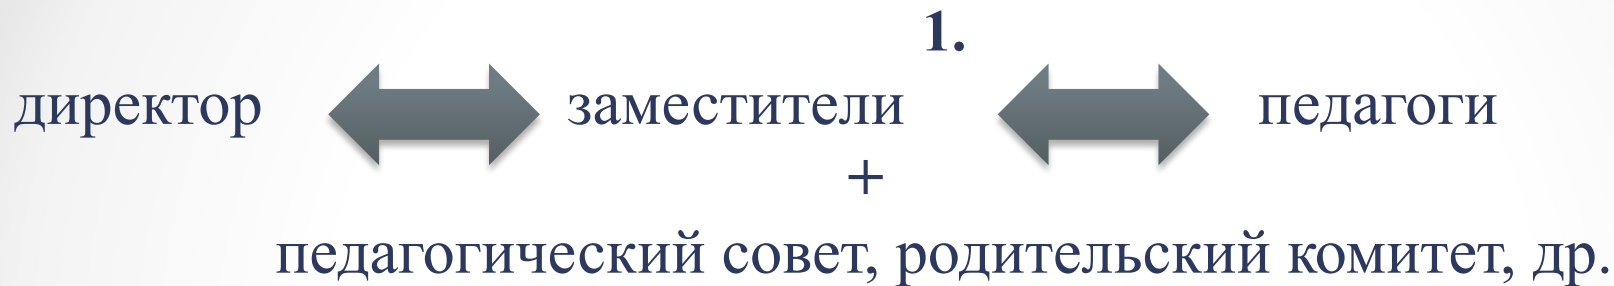 1.
директор заместители педагоги
+
педагогический совет, родительский комитет, др.